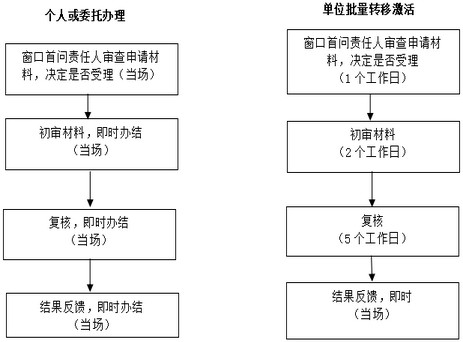 个人或委托办理
窗口首问责任人审查申请材
料，决定是否受理（当场）
初审材料，即时办结
（当场）
复核，即时办结
（当场）
结果反馈，即时办结
（当场）
单位批量转移激活
窗口首问责任人审查申请材
料，决定是否受理
（1个工作日）
初审材料
（2个工作日）
复核
（5个工作日）
结果反馈，即时
（当场）